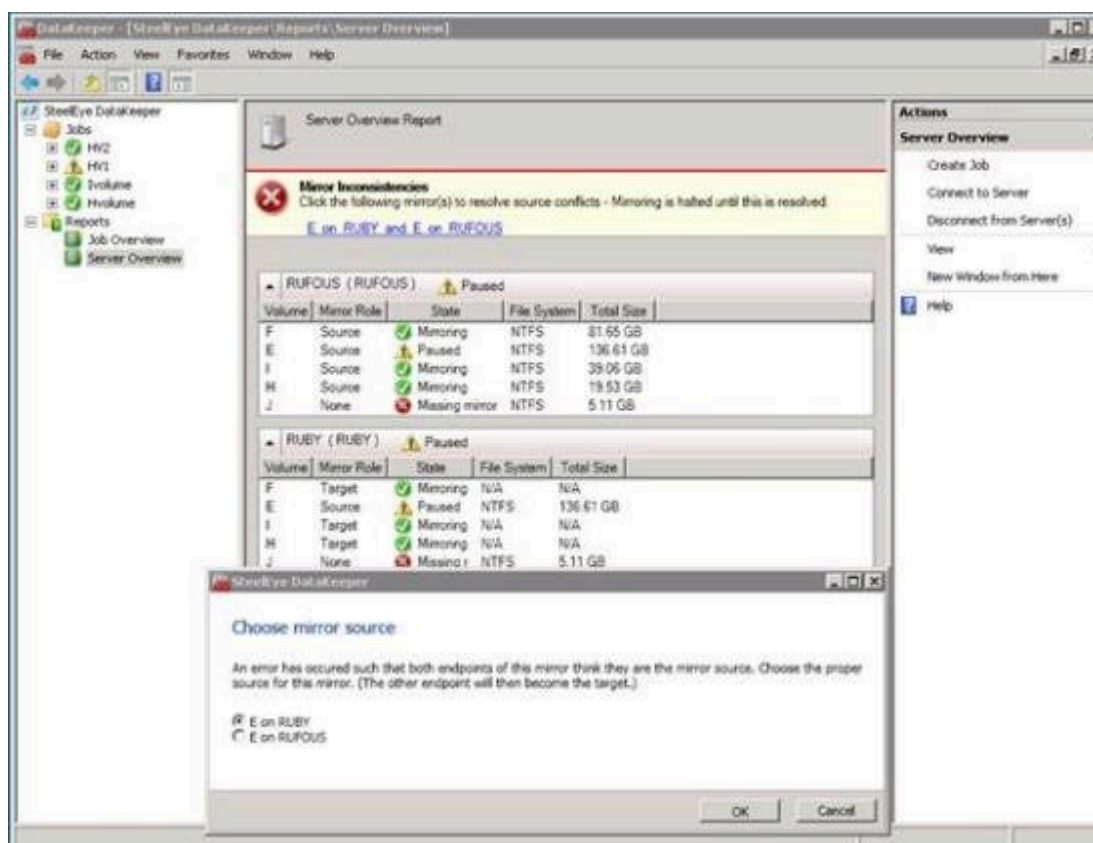 DataKeeper - [SteelEye DataKeeper\Reports\Server Overview]
File Action View Favorites Window Help
SteelEye DataKeeper
Jobs
HV2
HV1
Ivolume
Hvolume
Reports
Job Overview
Server Overview
Server Overview Report
Mirror Inconsistencies
Click the following mirror(s) to resolve source conflicts - Mirroring is halted until this is resolved.
E on RUBY and E on RUFOUS
RUFOUS (RUFOUS) Paused
Volume Mirror Role State File System Total Size
F Source Mirroring NTFS 81.65 GB
E Source Paused NTFS 136.61 GB
I Source Mirroring NTFS 39.06 GB
H Source Mirroring NTFS 19.53 GB
J None Missing mirror NTFS 5.11 GB
RUBY (RUBY) Paused
Volume Mirror Role State File System Total Size
F Target Mirroring N/A N/A
E Source Paused NTFS 136.61 GB
I Target Mirroring N/A N/A
H Target Mirroring N/A N/A
J None Missing r NTFS 5.11 GB
Actions
Server Overview
Create Job
Connect to Server
Disconnect from Server(s)
View
New Window from Here
Help
SteelEye DataKeeper
Choose mirror source
An error has occured such that both endpoints of this mirror think they are the mirror source. Choose the proper
source for this mirror. (The other endpoint will then become the target.)
E on RUBY
E on RUFOUS
OK Cancel